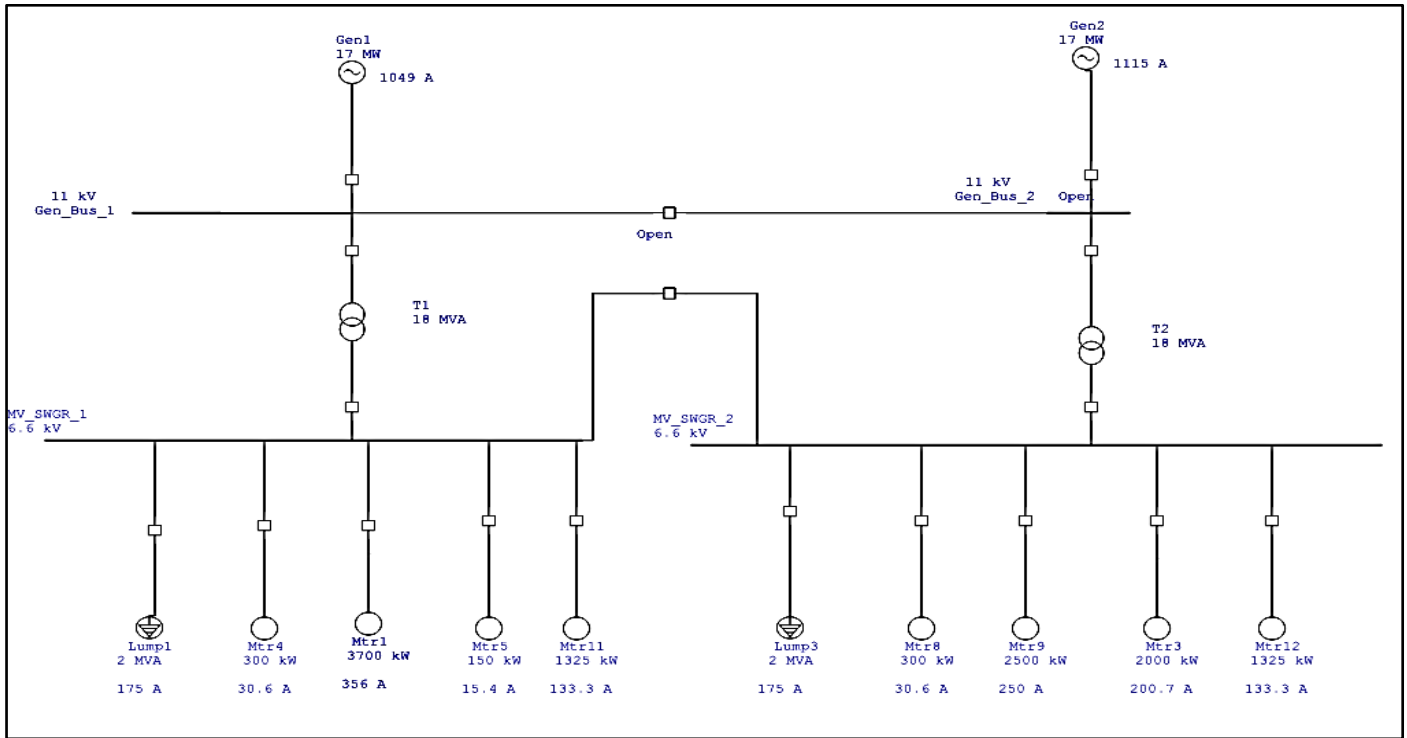 Gen1
17 MW
1049 A
Gen2
17 MW
1115 A
11 kV
Gen_Bus_1
Open
11 kV
Gen_Bus_2
Open
T1
18 MVA
T2
18 MVA
MV_SWGR_1
6.6 kV
MV_SWGR_2
6.6 kV
Lump1
2 MVA
175 A
Mtr4
300 kW
30.6 A
Mtr1
3700 kW
356 A
Mtr5
150 kW
15.4 A
Mtr11
1325 kW
133.3 A
Lump3
2 MVA
175 A
Mtr8
300 kW
30.6 A
Mtr9
2500 kW
250 A
Mtr3
2000 kW
200.7 A
Mtr12
1325 kW
133.3 A